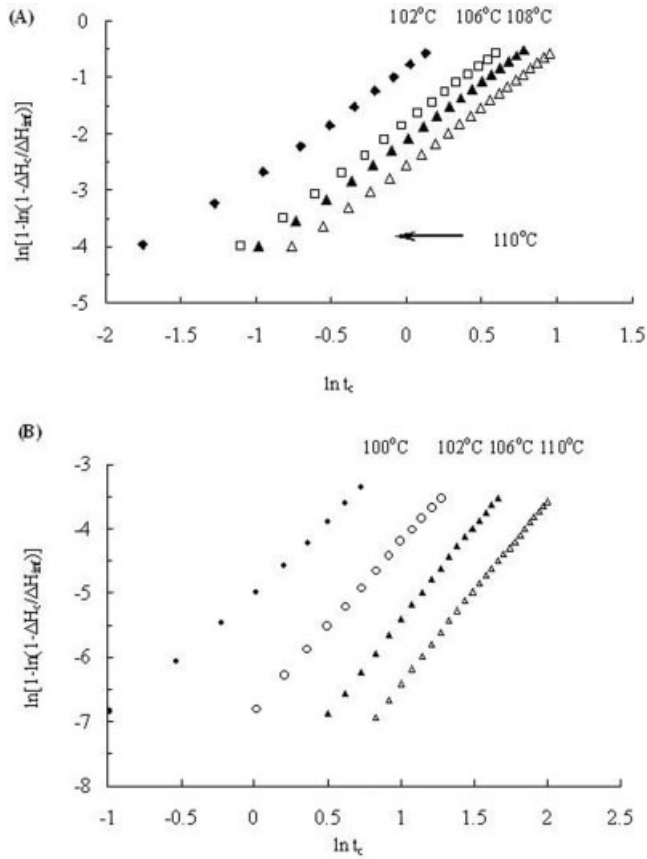 (A)
102°C 106°C 108°C
0
-1
-2
-3
-4
-5
ln[1-ln(1-ΔHc/ΔHinf)]
110°C
-2 -1.5 -1 -0.5 0 0.5 1 1.5
ln tc
(B)
100°C 102°C 106°C 110°C
-3
-4
-5
-6
-7
-8
ln[1-ln(1-ΔHc/ΔHinf)]
-1 -0.5 0 0.5 1 1.5 2 2.5
ln tc